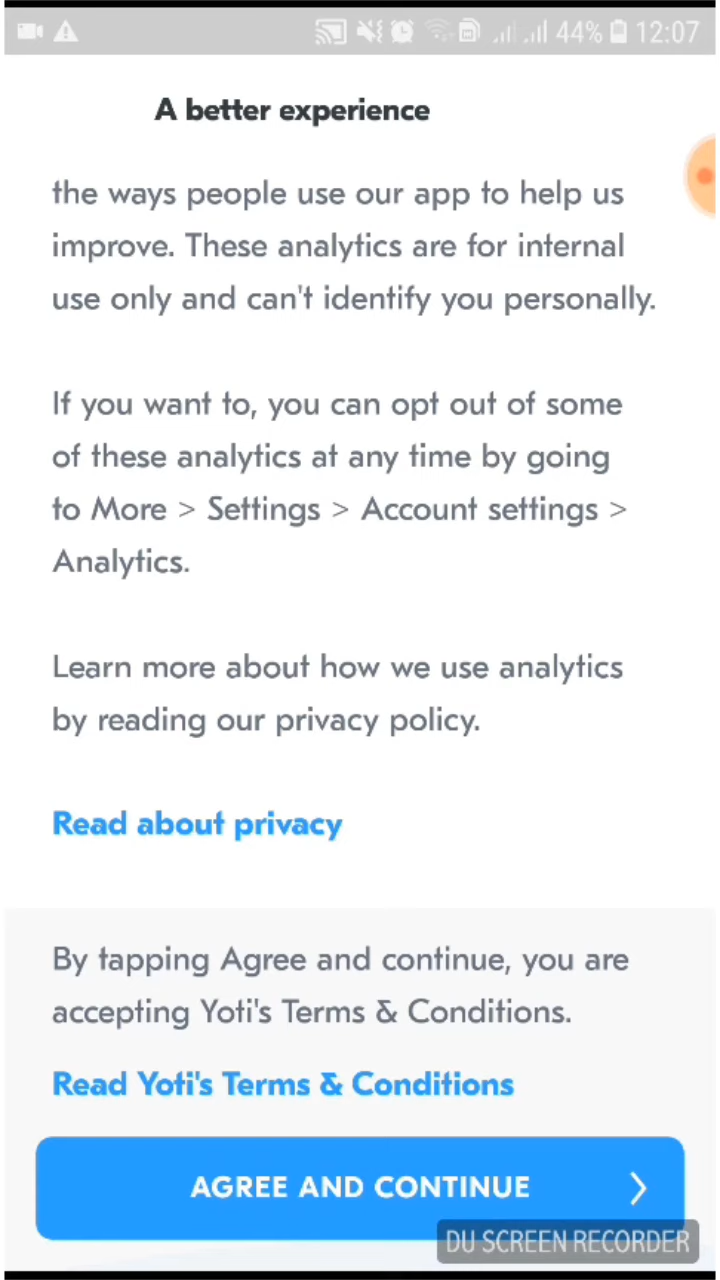 44% 12:07
A better experience
the ways people use our app to help us
improve. These analytics are for internal
use only and can't identify you personally.
If you want to, you can opt out of some
of these analytics at any time by going
to More > Settings > Account settings >
Analytics.
Learn more about how we use analytics
by reading our privacy policy.
Read about privacy
By tapping Agree and continue, you are
accepting Yoti's Terms & Conditions.
Read Yoti's Terms & Conditions
AGREE AND CONTINUE
DU SCREEN RECORDER